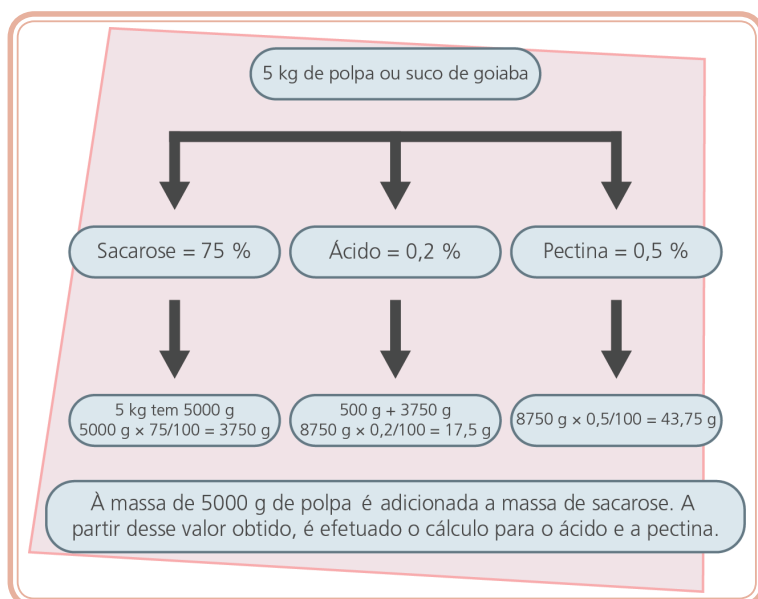 5 kg de polpa ou suco de goiaba
Sacarose = 75 %
Ácido = 0,2 %
Pectina = 0,5 %
5 kg tem 5000 g
5000 g × 75/100 = 3750 g
500 g + 3750 g
8750 g × 0,2/100 = 17,5 g
8750 g × 0,5/100 = 43,75 g
À massa de 5000 g de polpa é adicionada a massa de sacarose. A
partir desse valor obtido, é efetuado o cálculo para o ácido e a pectina.